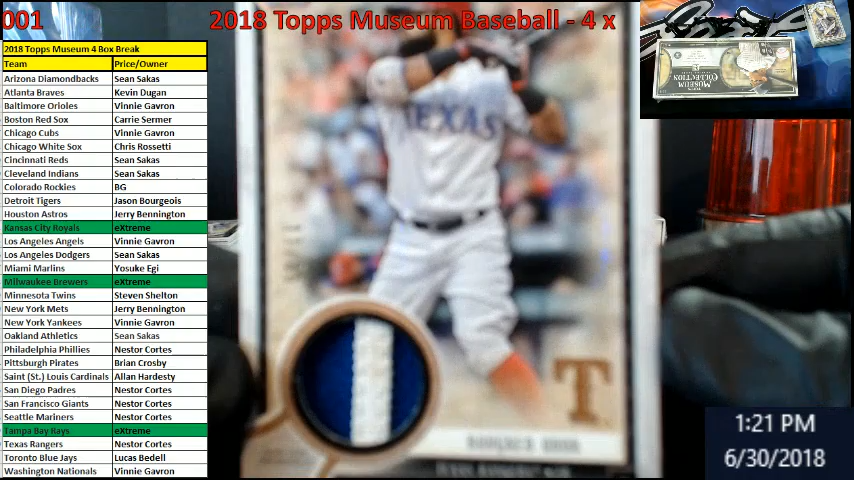 001
2018 Topps Museum Baseball - 4 x
2018 Topps Museum 4 Box Break
Team Price/Owner
Arizona Diamondbacks Sean Sakas
Atlanta Braves Kevin Dugan
Baltimore Orioles Vinnie Gavron
Boston Red Sox Carrie Sermer
Chicago Cubs Vinnie Gavron
Chicago White Sox Chris Rossetti
Cincinnati Reds Sean Sakas
Cleveland Indians Sean Sakas
Colorado Rockies BG
Detroit Tigers Jason Bourgeois
Houston Astros Jerry Bennington
Kansas City Royals eXtreme
Los Angeles Angels Vinnie Gavron
Los Angeles Dodgers Sean Sakas
Miami Marlins Yosuke Egi
Milwaukee Brewers eXtreme
Minnesota Twins Steven Shelton
New York Mets Jerry Bennington
New York Yankees Vinnie Gavron
Oakland Athletics Sean Sakas
Philadelphia Phillies Nestor Cortes
Pittsburgh Pirates Brian Crosby
Saint (St.) Louis Cardinals Allan Hardesty
San Diego Padres Nestor Cortes
San Francisco Giants Nestor Cortes
Seattle Mariners Nestor Cortes
Tampa Bay Rays eXtreme
Texas Rangers Nestor Cortes
Toronto Blue Jays Lucas Bedell
Washington Nationals Vinnie Gavron
TEXAS
T
MUSEUM
COLLECTION
1:21 PM
6/30/2018